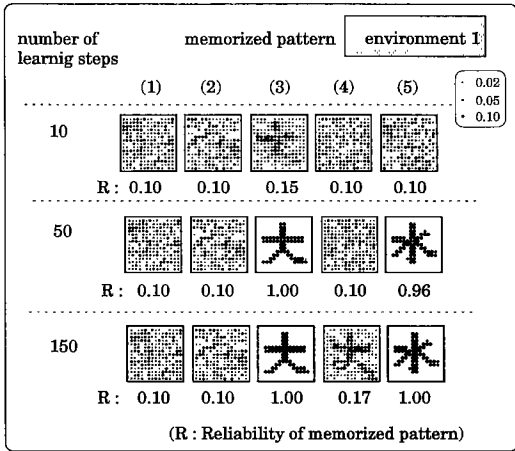 number of memorized pattern environment 1
learnig steps
(1) (2) (3) (4) (5)
0.02
0.05
0.10
10
R : 0.10 0.10 0.15 0.10 0.10
50
R : 0.10 0.10 1.00 0.10 0.96
150
R : 0.10 0.10 1.00 0.17 1.00
(R : Reliability of memorized pattern)